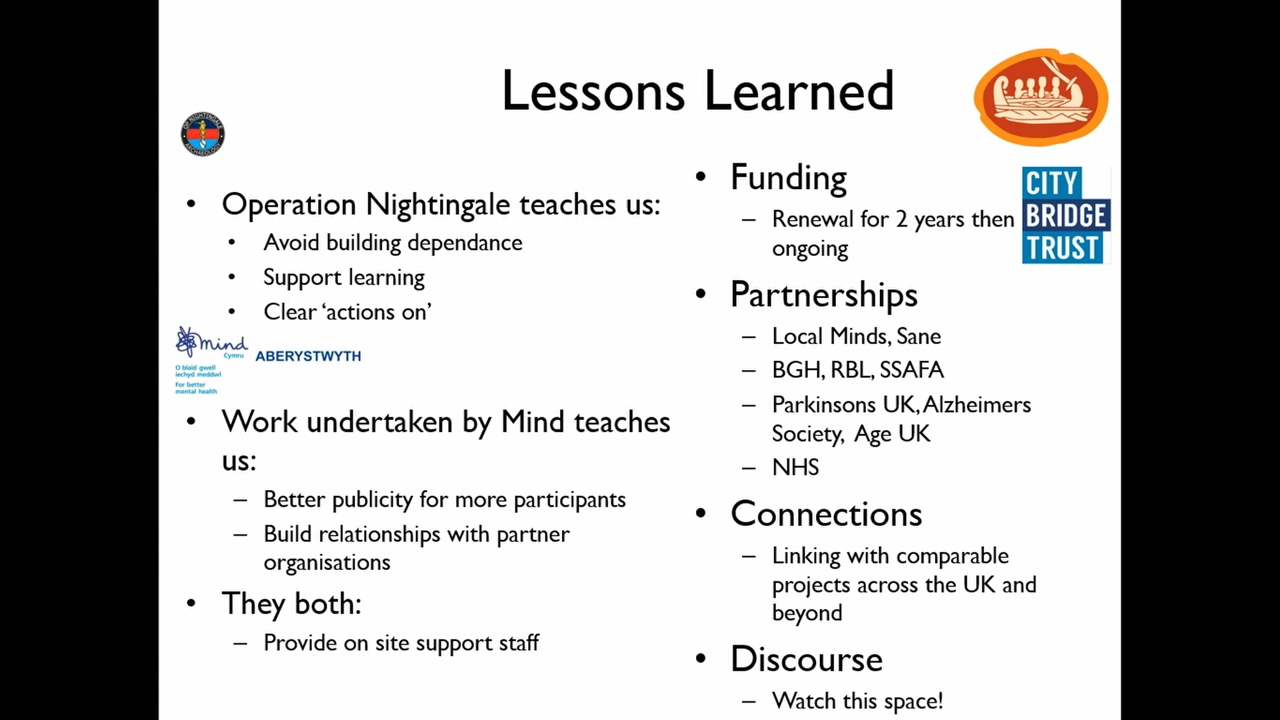 Lessons Learned
OP NIGHTINGALE
ARCHAEOLOGY
• Operation Nightingale teaches us:
• Avoid building dependance
• Support learning
• Clear ‘actions on’
mind
Cymru
ABERYSTWYTH
O blaid gwell
iechyd meddwl
For better
mental health
• Work undertaken by Mind teaches
us:
– Better publicity for more participants
– Build relationships with partner
organisations
• They both:
– Provide on site support staff
• Funding
– Renewal for 2 years then
ongoing
CITY
BRIDGE
TRUST
• Partnerships
– Local Minds, Sane
– BGH, RBL, SSAFA
– Parkinsons UK, Alzheimers
Society, Age UK
– NHS
• Connections
– Linking with comparable
projects across the UK and
beyond
• Discourse
– Watch this space!